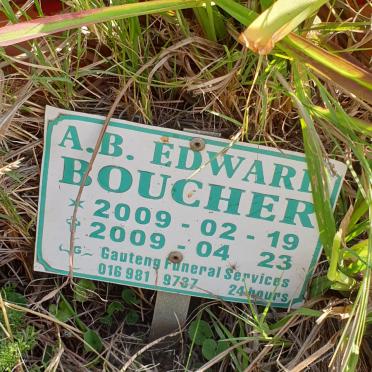 A.B. EDWARD
BOUCHER
* 2009 - 02 - 19
2009 - 04 - 23
Gauteng Funeral Services
016 981 9737 24 hours